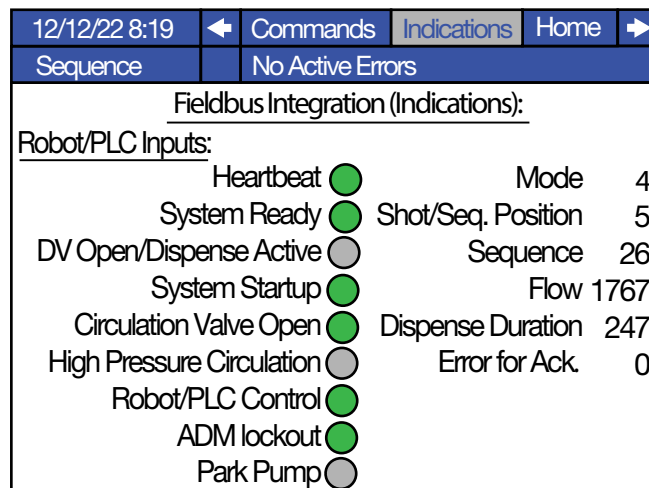 12/12/22 8:19 Commands Indications Home
Sequence No Active Errors
Fieldbus Integration (Indications):
Robot/PLC Inputs:
Heartbeat Mode 4
System Ready Shot/Seq. Position 5
DV Open/Dispense Active Sequence 26
System Startup Flow 1767
Circulation Valve Open Dispense Duration 247
High Pressure Circulation Error for Ack. 0
Robot/PLC Control
ADM lockout
Park Pump